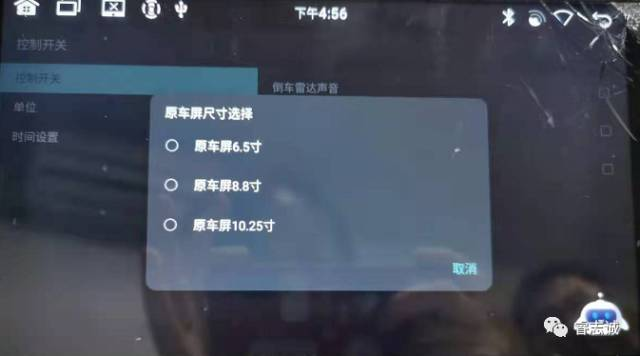 下午4:56
控制开关
控制开关
倒车雷达声音
单位
时间设置
原车屏尺寸选择
原车屏6.5寸
原车屏8.8寸
原车屏10.25寸
取消